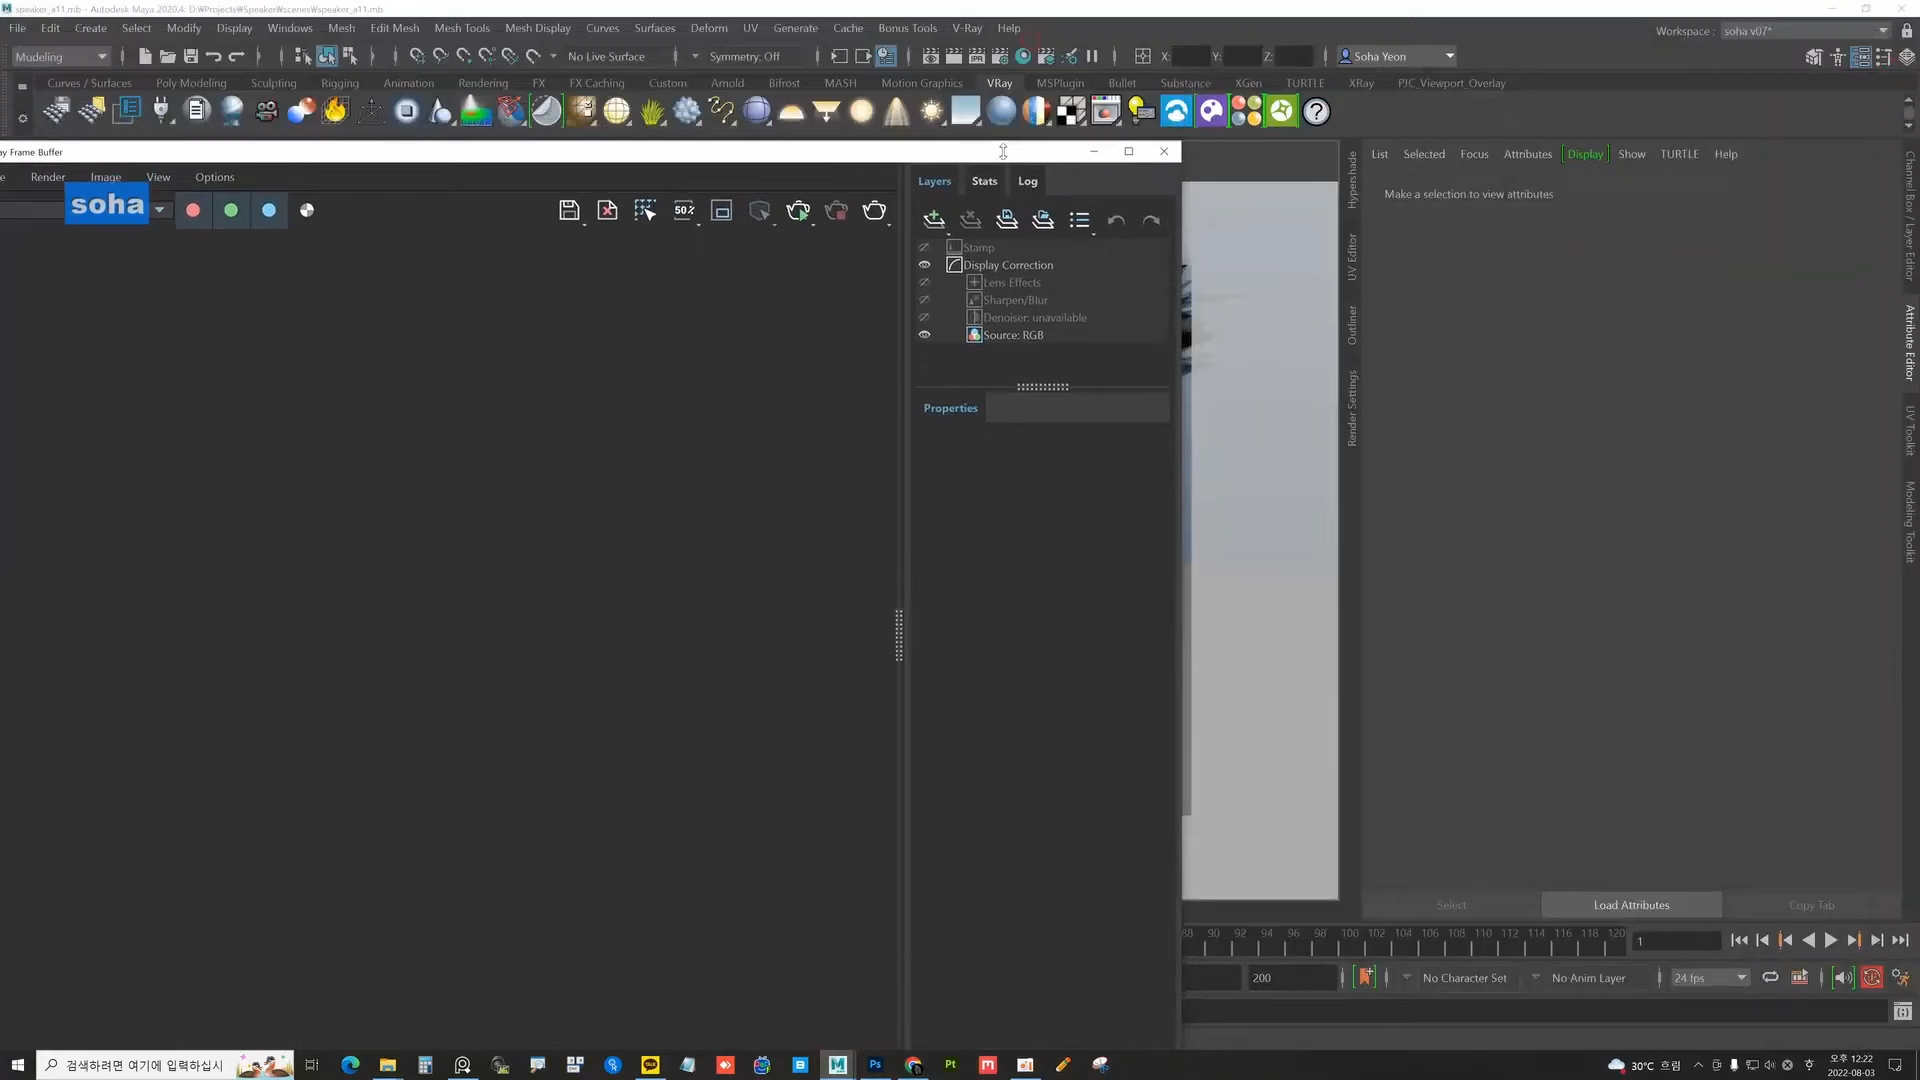 speaker_a11.mb - Autodesk Maya 2020.4: D:₩Projects₩Speaker₩scenes₩speaker_a11.mb
File Edit Create Select Modify Display Windows Mesh Edit Mesh Mesh Tools Mesh Display Curves Surfaces Deform UV Generate Cache Bonus Tools V-Ray Help
Workspace : soha v07*
Modeling No Live Surface Symmetry: Off X: Y: Z: Soha Yeon
Curves / Surfaces Poly Modeling Sculpting Rigging Animation Rendering FX FX Caching Custom Arnold Bifrost MASH Motion Graphics VRay MSPlugin Bullet Substance XGen TURTLE XRay PJC_Viewport_Overlay
ay Frame Buffer
e Render Image View Options
soha
50%
Layers Stats Log
Stamp
Display Correction
Lens Effects
Sharpen/Blur
Denoiser: unavailable
Source: RGB
Properties
Hypershade
UV Editor
Outliner
Render Settings
List Selected Focus Attributes Display Show TURTLE Help
Make a selection to view attributes
Channel Box / Layer Editor
Attribute Editor
UV Toolkit
Modeling Toolkit
Select Load Attributes Copy Tab
88 90 92 94 96 98 100 102 104 106 108 110 112 114 116 118 120 1
200 No Character Set No Anim Layer 24 fps
검색하려면 여기에 입력하십시
TALK
B
M
Ps
Pt
m
30°C 흐림
오후 12:22
2022-08-03